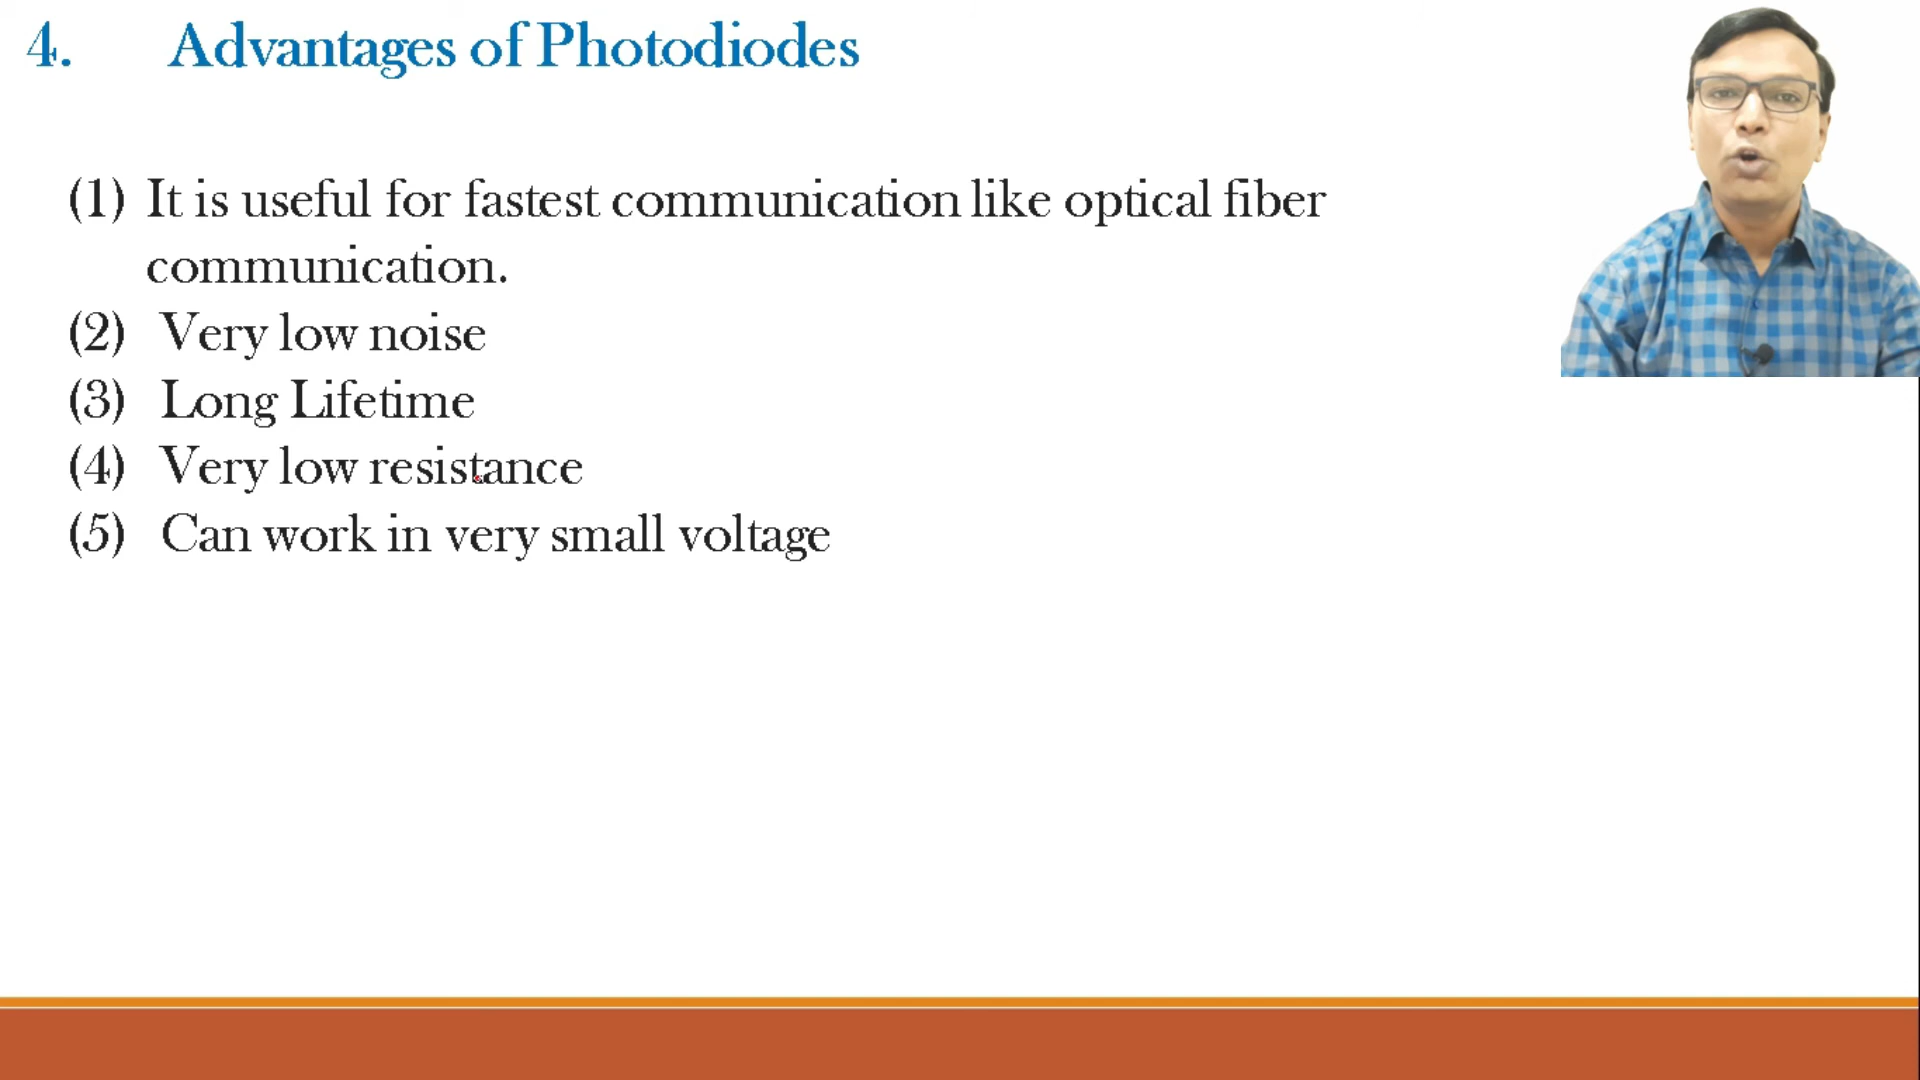 4. Advantages of Photodiodes
(1) It is useful for fastest communication like optical fiber
communication.
(2) Very low noise
(3) Long Lifetime
(4) Very low resistance
(5) Can work in very small voltage